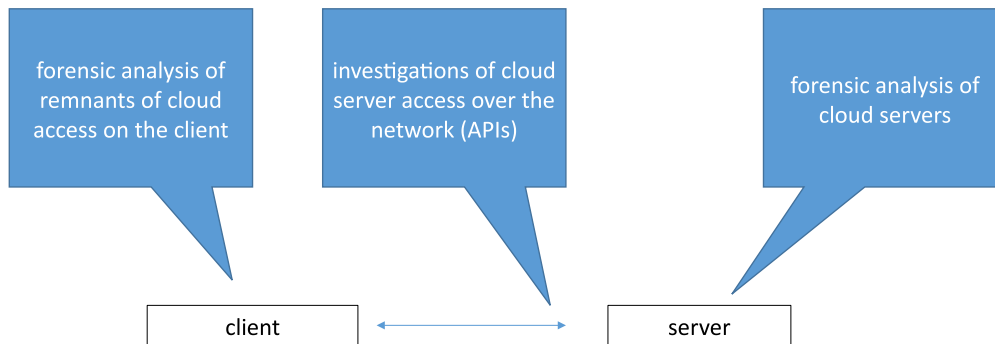 forensic analysis of
remnants of cloud
access on the client
investigations of cloud
server access over the
network (APIs)
forensic analysis of
cloud servers
client
server